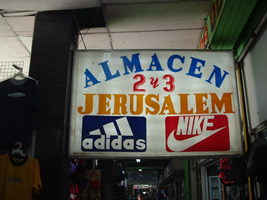 ALMACEN
2 y 3
JERUSALEM
adidas
NIKE